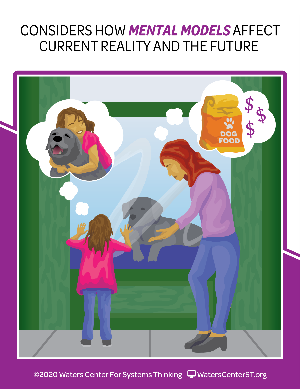 CONSIDERS HOW MENTAL MODELS AFFECT
CURRENT REALITY AND THE FUTURE
$
$
$
DOG
FOOD
©2020 Waters Center For Systems Thinking WatersCenterST.org